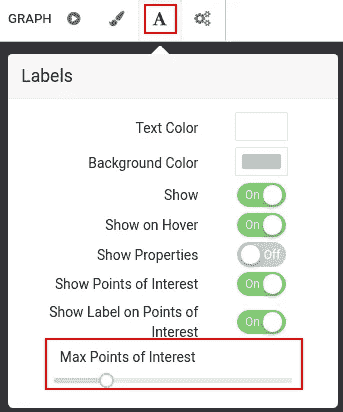 GRAPH A
Labels
Text Color
Background Color
Show On
Show on Hover On
Show Properties Off
Show Points of Interest On
Show Label on Points of
Interest On
Max Points of Interest